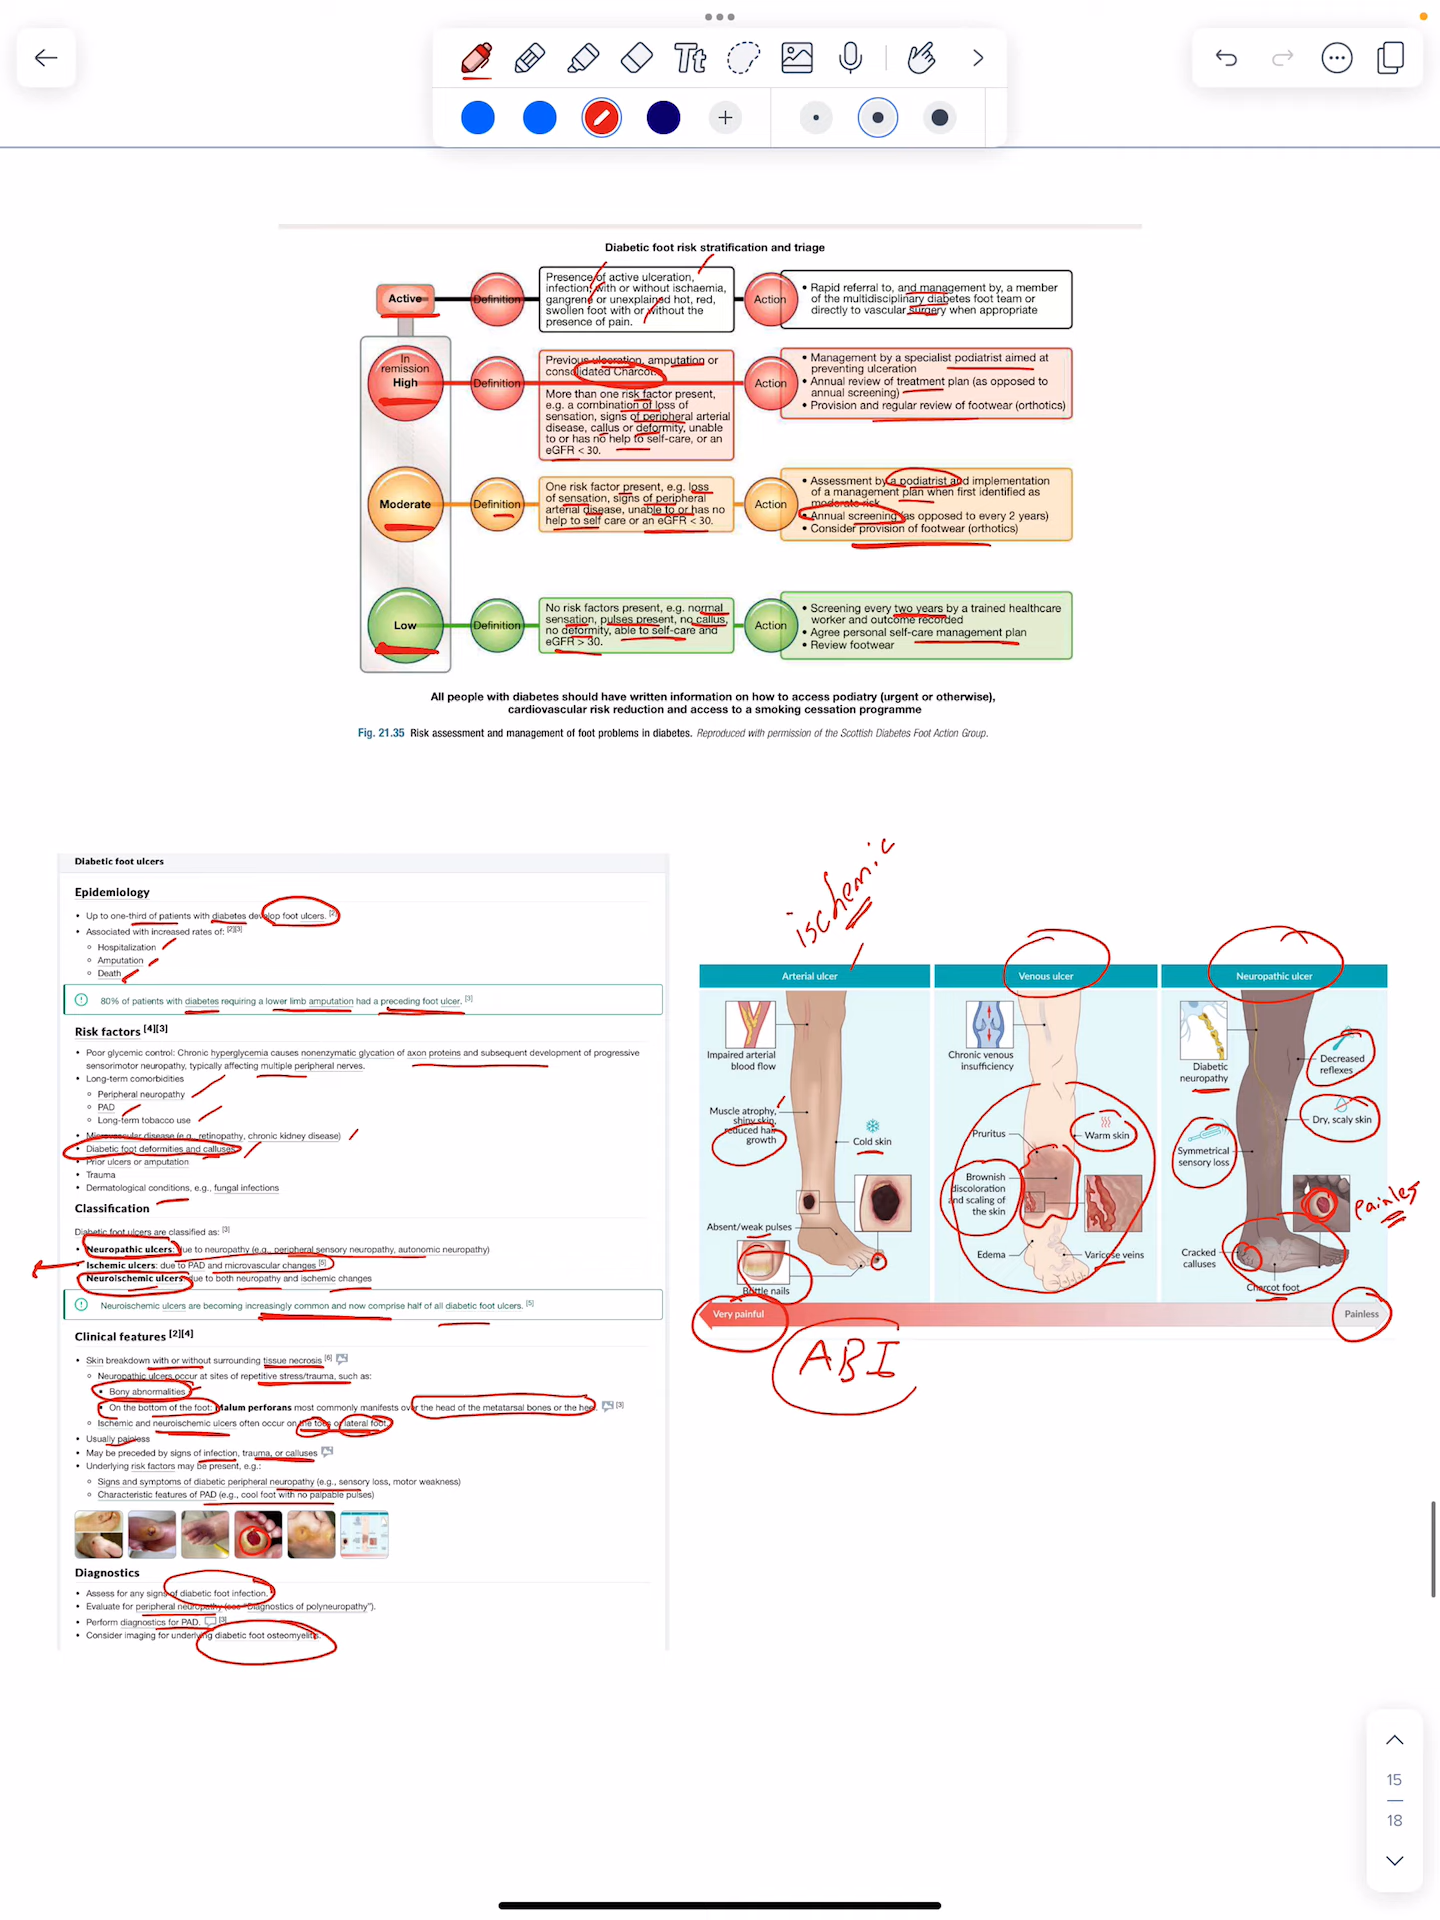 Tt
Diabetic foot risk stratification and triage
Active
Definition
Presence of active ulceration,
infection, with or without ischaemia,
gangrene or unexplained hot, red,
swollen foot with or without the
presence of pain.
Action
• Rapid referral to, and management by, a member
of the multidisciplinary diabetes foot team or
directly to vascular surgery when appropriate
In
remission
High
Definition
Previous ulceration, amputation or
consolidated Charcot.
More than one risk factor present,
e.g. a combination of loss of
sensation, signs of peripheral arterial
disease, callus or deformity, unable
to or has no help to self-care, or an
eGFR < 30.
Action
• Management by a specialist podiatrist aimed at
preventing ulceration
• Annual review of treatment plan (as opposed to
annual screening)
• Provision and regular review of footwear (orthotics)
Moderate
Definition
One risk factor present, e.g. loss
of sensation, signs of peripheral
arterial disease, unable to or has no
help to self care or an eGFR < 30.
Action
• Assessment by a podiatrist and implementation
of a management plan when first identified as
moderate risk
• Annual screening (as opposed to every 2 years)
• Consider provision of footwear (orthotics)
Low
Definition
No risk factors present, e.g. normal
sensation, pulses present, no callus,
no deformity, able to self-care and
eGFR > 30.
Action
• Screening every two years by a trained healthcare
worker and outcome recorded
• Agree personal self-care management plan
• Review footwear
All people with diabetes should have written information on how to access podiatry (urgent or otherwise),
cardiovascular risk reduction and access to a smoking cessation programme
Fig. 21.35 Risk assessment and management of foot problems in diabetes. Reproduced with permission of the Scottish Diabetes Foot Action Group.
Diabetic foot ulcers
Epidemiology
• Up to one-third of patients with diabetes develop foot ulcers. [2]
• Associated with increased rates of: [2][3]
Hospitalization
Amputation
Death
80% of patients with diabetes requiring a lower limb amputation had a preceding foot ulcer. [3]
Risk factors [4][3]
• Poor glycemic control: Chronic hyperglycemia causes nonenzymatic glycation of axon proteins and subsequent development of progressive
sensorimotor neuropathy, typically affecting multiple peripheral nerves.
• Long-term comorbidities
Peripheral neuropathy
PAD
Long-term tobacco use
• Microvascular disease (e.g., retinopathy, chronic kidney disease)
• Diabetic foot deformities and calluses
• Prior ulcers or amputation
• Trauma
• Dermatological conditions, e.g., fungal infections
Classification
Diabetic foot ulcers are classified as: [3]
• Neuropathic ulcers: due to neuropathy (e.g., peripheral sensory neuropathy, autonomic neuropathy)
• Ischemic ulcers: due to PAD and microvascular changes [5]
• Neuroischemic ulcers: due to both neuropathy and ischemic changes
Neuroischemic ulcers are becoming increasingly common and now comprise half of all diabetic foot ulcers. [5]
Clinical features [2][4]
• Skin breakdown with or without surrounding tissue necrosis [6]
Neuropathic ulcers occur at sites of repetitive stress/trauma, such as:
Bony abnormalities
On the bottom of the foot: Malum perforans most commonly manifests over the head of the metatarsal bones or the heel. [3]
Ischemic and neuroischemic ulcers often occur on the toes or lateral foot.
• Usually painless
• May be preceded by signs of infection, trauma, or calluses
• Underlying risk factors may be present, e.g.:
Signs and symptoms of diabetic peripheral neuropathy (e.g., sensory loss, motor weakness)
Characteristic features of PAD (e.g., cool foot with no palpable pulses)
Diagnostics
• Assess for any signs of diabetic foot infection.
• Evaluate for peripheral neuropathy (see "Diagnostics of polyneuropathy").
• Perform diagnostics for PAD. [3]
• Consider imaging for underlying diabetic foot osteomyelitis.
ischemic
Arterial ulcer
Impaired arterial
blood flow
Muscle atrophy,
shiny skin,
reduced hair
growth
Cold skin
Absent/weak pulses
Brittle nails
Venous ulcer
Chronic venous
insufficiency
Pruritus
Warm skin
Brownish
discoloration
and scaling of
the skin
Edema
Varicose veins
Neuropathic ulcer
Diabetic
neuropathy
Decreased
reflexes
Dry, scaly skin
Symmetrical
sensory loss
painless
Cracked
calluses
Charcot foot
Very painful
Painless
ABI
15
18